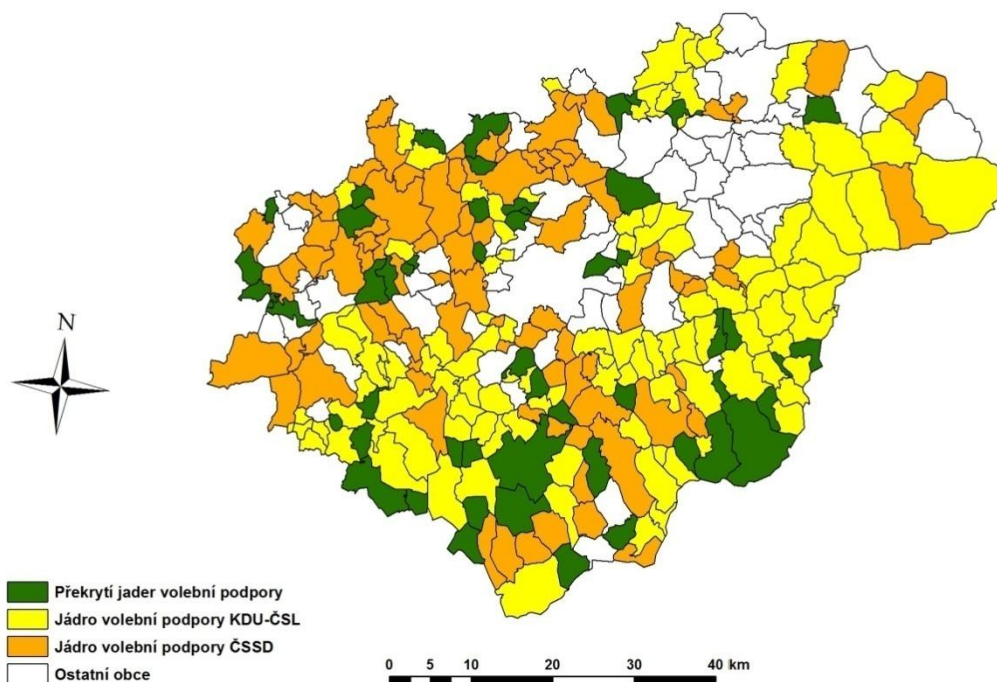 N
Překrytí jader volební podpory
Jádro volební podpory KDU-ČSL
Jádro volební podpory ČSSD
Ostatní obce
0 5 10 20 30 40 km